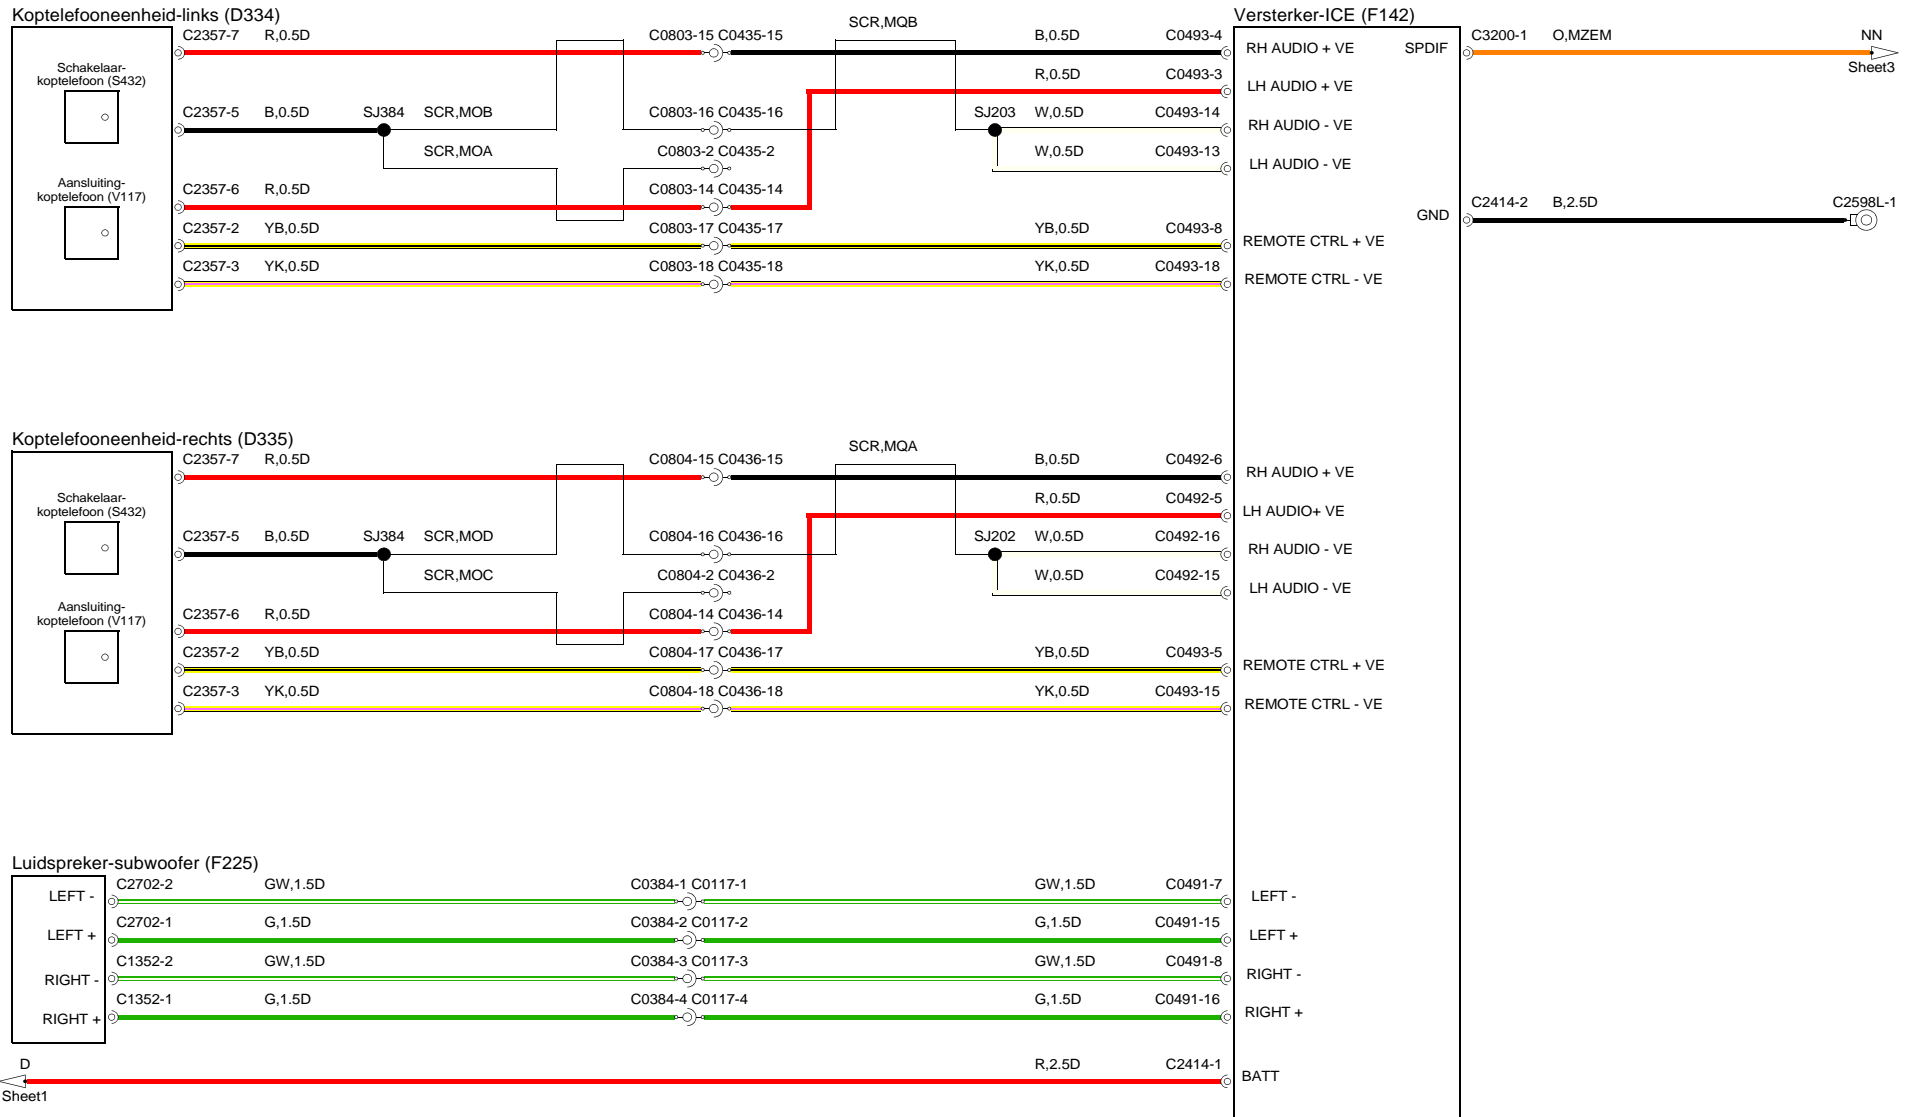 Koptelefooneenheid-links (D334)
SCR,MQB
Versterker-ICE (F142)
C2357-7 R,0.5D C0803-15 C0435-15 B,0.5D C0493-4 RH AUDIO + VE SPDIF C3200-1 O,MZEM NN
Sheet3
Schakelaar-
koptelefoon (S432)
R,0.5D C0493-3 LH AUDIO + VE
C2357-5 B,0.5D SJ384 SCR,MOB C0803-16 C0435-16 SJ203 W,0.5D C0493-14 RH AUDIO - VE
SCR,MOA C0803-2 C0435-2 W,0.5D C0493-13 LH AUDIO - VE
Aansluiting-
koptelefoon (V117)
C2357-6 R,0.5D C0803-14 C0435-14
GND C2414-2 B,2.5D C2598L-1
C2357-2 YB,0.5D C0803-17 C0435-17 YB,0.5D C0493-8 REMOTE CTRL + VE
C2357-3 YK,0.5D C0803-18 C0435-18 YK,0.5D C0493-18 REMOTE CTRL - VE
Koptelefooneenheid-rechts (D335)
SCR,MQA
C2357-7 R,0.5D C0804-15 C0436-15 B,0.5D C0492-6 RH AUDIO + VE
Schakelaar-
koptelefoon (S432)
R,0.5D C0492-5 LH AUDIO+ VE
C2357-5 B,0.5D SJ384 SCR,MOD C0804-16 C0436-16 SJ202 W,0.5D C0492-16 RH AUDIO - VE
SCR,MOC C0804-2 C0436-2 W,0.5D C0492-15 LH AUDIO - VE
Aansluiting-
koptelefoon (V117)
C2357-6 R,0.5D C0804-14 C0436-14
C2357-2 YB,0.5D C0804-17 C0436-17 YB,0.5D C0493-5 REMOTE CTRL + VE
C2357-3 YK,0.5D C0804-18 C0436-18 YK,0.5D C0493-15 REMOTE CTRL - VE
Luidspreker-subwoofer (F225)
LEFT - C2702-2 GW,1.5D C0384-1 C0117-1 GW,1.5D C0491-7 LEFT -
LEFT + C2702-1 G,1.5D C0384-2 C0117-2 G,1.5D C0491-15 LEFT +
RIGHT - C1352-2 GW,1.5D C0384-3 C0117-3 GW,1.5D C0491-8 RIGHT -
RIGHT + C1352-1 G,1.5D C0384-4 C0117-4 G,1.5D C0491-16 RIGHT +
D R,2.5D C2414-1 BATT
Sheet1